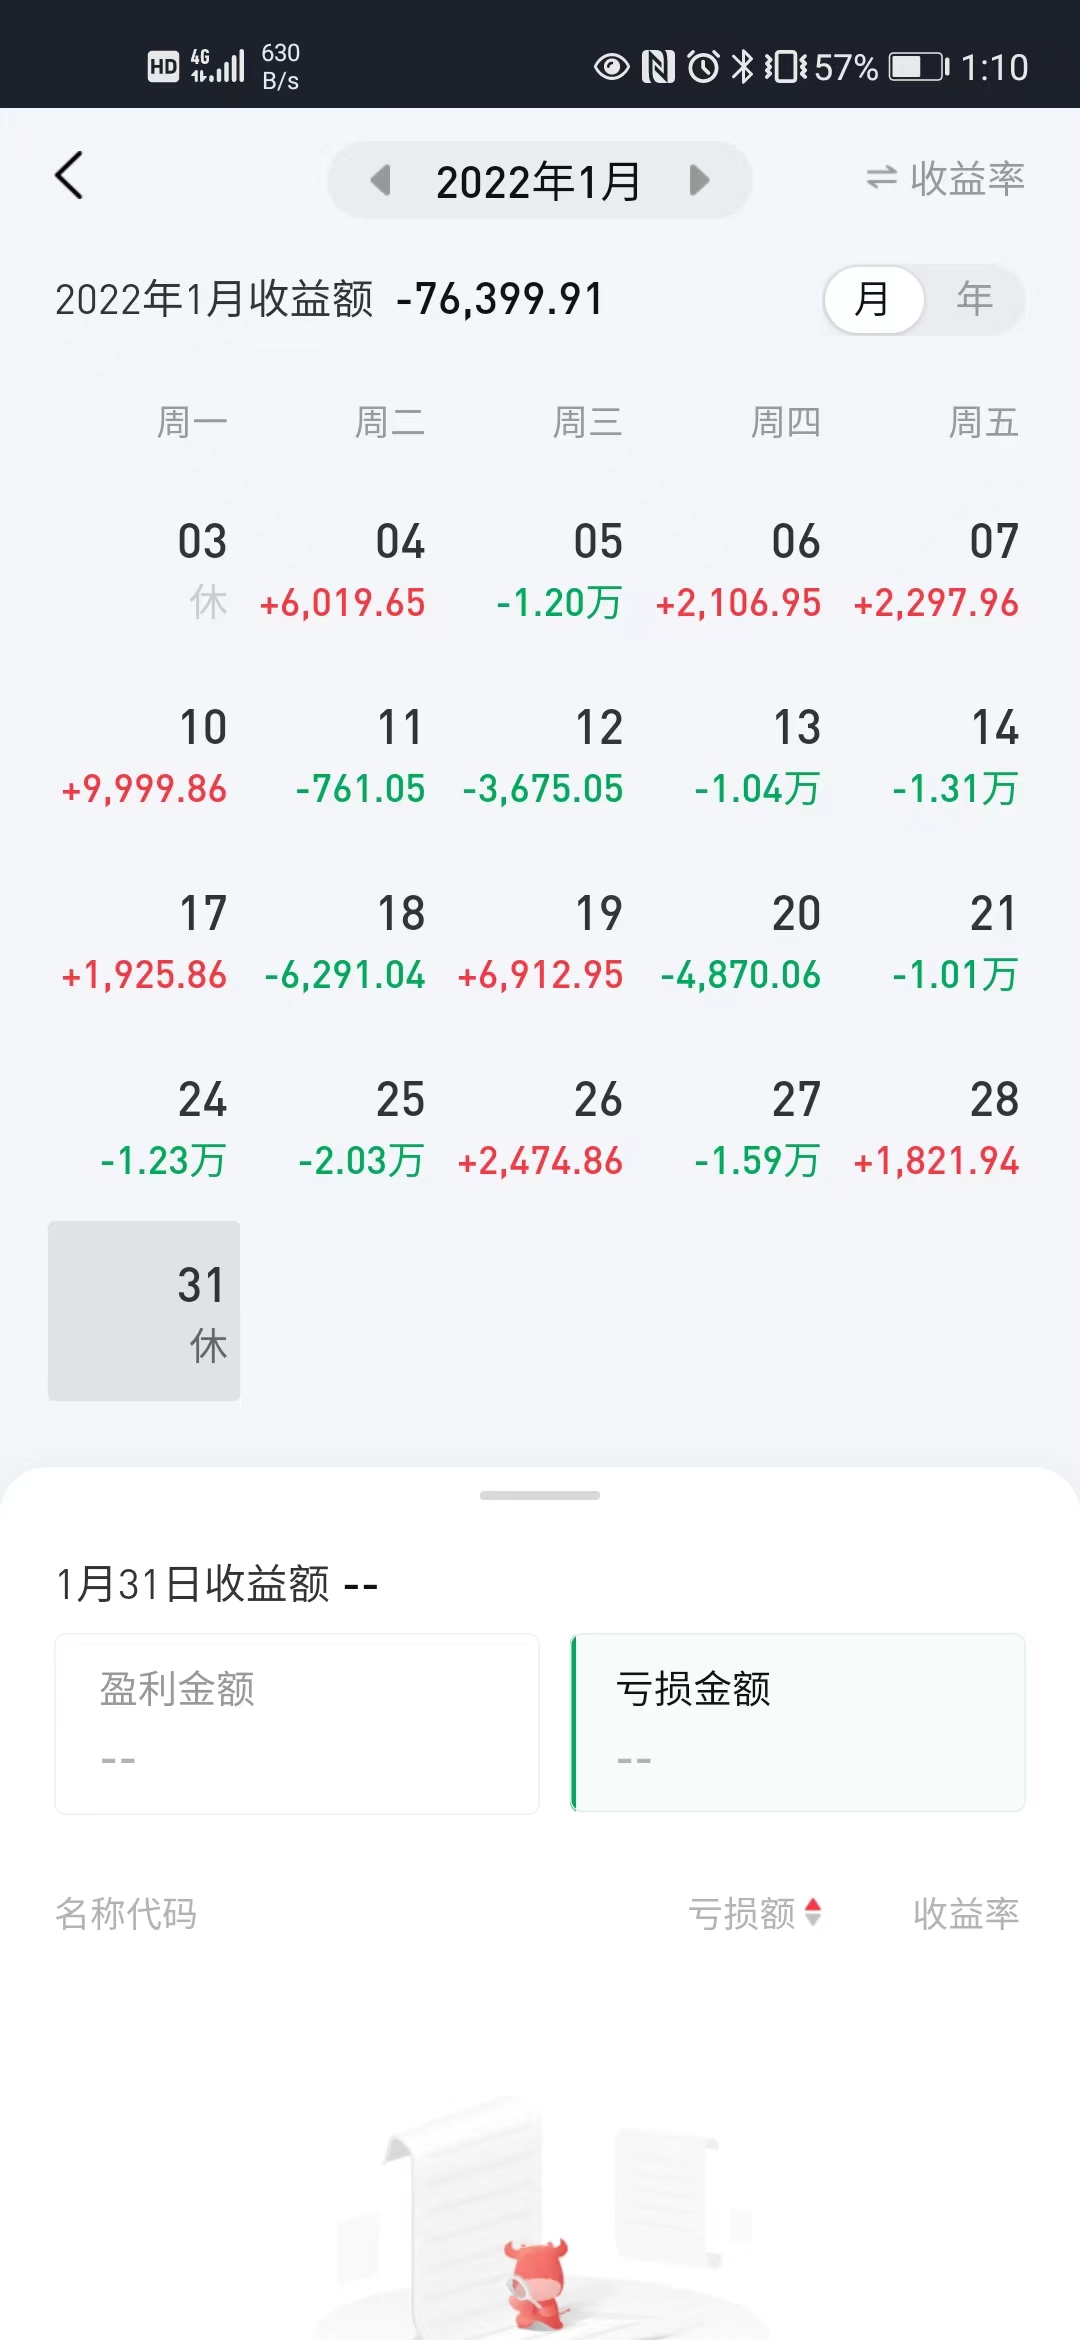 HD 4G 630 B/s 57% 1:10
2022年1月 收益率
2022年1月收益额 -76,399.91 月 年
周一 周二 周三 周四 周五
03 04 05 06 07
休 +6,019.65 -1.20万 +2,106.95 +2,297.96
10 11 12 13 14
+9,999.86 -761.05 -3,675.05 -1.04万 -1.31万
17 18 19 20 21
+1,925.86 -6,291.04 +6,912.95 -4,870.06 -1.01万
24 25 26 27 28
-1.23万 -2.03万 +2,474.86 -1.59万 +1,821.94
31
休
1月31日收益额 --
盈利金额 亏损金额
-- --
名称代码 亏损额 收益率